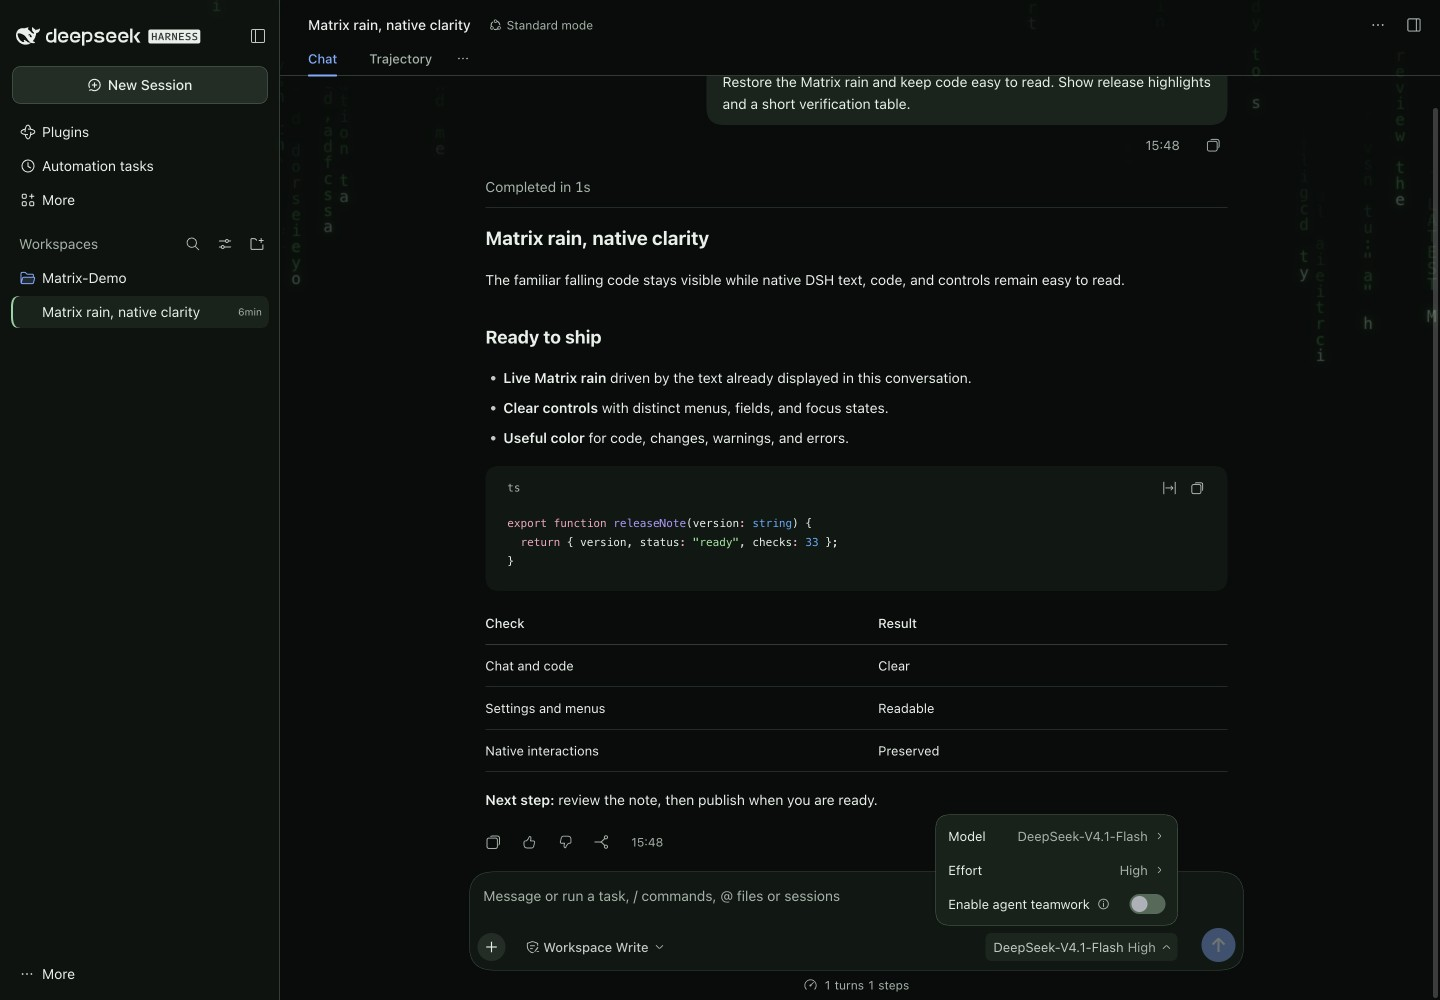 deepseek HARNESS
New Session
Plugins
Automation tasks
More
Workspaces
Matrix-Demo
Matrix rain, native clarity 6min
More
Matrix rain, native clarity Standard mode
Chat Trajectory
Restore the Matrix rain and keep code easy to read. Show release highlights
and a short verification table.
15:48
Completed in 1s
Matrix rain, native clarity
The familiar falling code stays visible while native DSH text, code, and controls remain easy to read.
Ready to ship
• Live Matrix rain driven by the text already displayed in this conversation.
• Clear controls with distinct menus, fields, and focus states.
• Useful color for code, changes, warnings, and errors.
ts
export function releaseNote(version: string) {
return { version, status: "ready", checks: 33 };
}
Check Result
Chat and code Clear
Settings and menus Readable
Native interactions Preserved
Next step: review the note, then publish when you are ready.
15:48
Model DeepSeek-V4.1-Flash
Effort High
Enable agent teamwork
Message or run a task, / commands, @ files or sessions
Workspace Write
DeepSeek-V4.1-Flash High
1 turns 1 steps